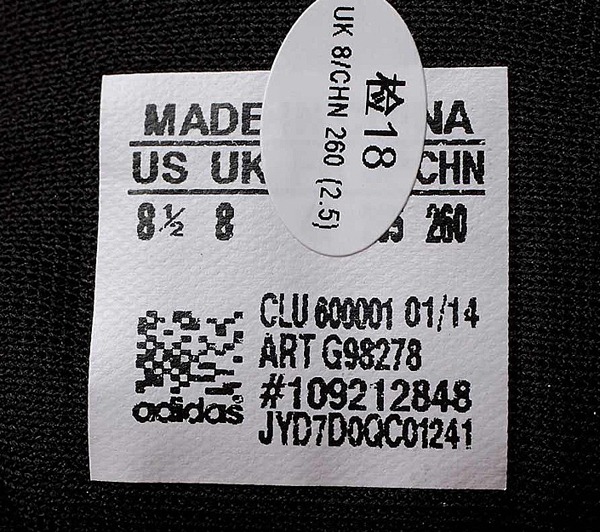 UK 8/CHN 260 (2.5)
检18
MADE NA
US UK CHN
8½ 8 5 260
CLU 600001 01/14
ART G98278
#109212848
adidas
JYD7D0QC01241